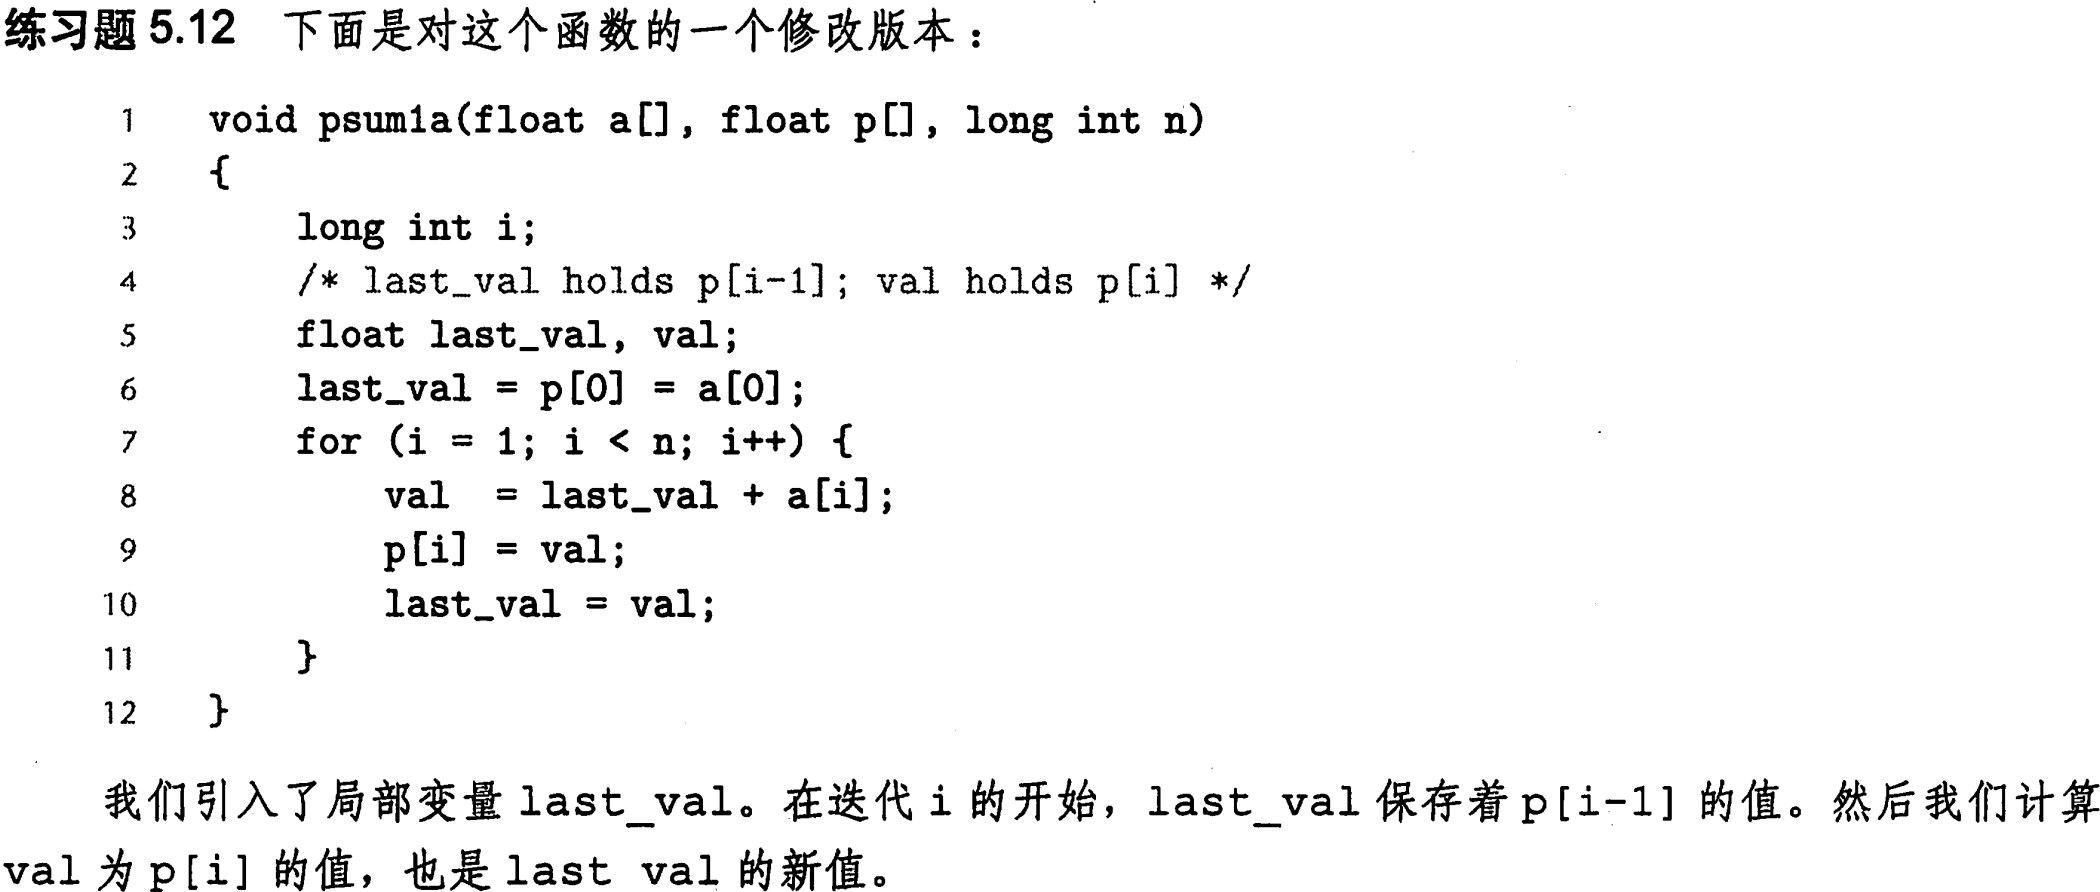 练习题 5.12 下面是对这个函数的一个修改版本：
1 void psum1a(float a[], float p[], long int n)
2 {
3 long int i;
4 /* last_val holds p[i-1]; val holds p[i] */
5 float last_val, val;
6 last_val = p[0] = a[0];
7 for (i = 1; i < n; i++) {
8 val = last_val + a[i];
9 p[i] = val;
10 last_val = val;
11 }
12 }
我们引入了局部变量 last_val。在迭代 i 的开始，last_val 保存着 p[i-1] 的值。然后我们计算
val 为 p[i] 的值，也是 last val 的新值。